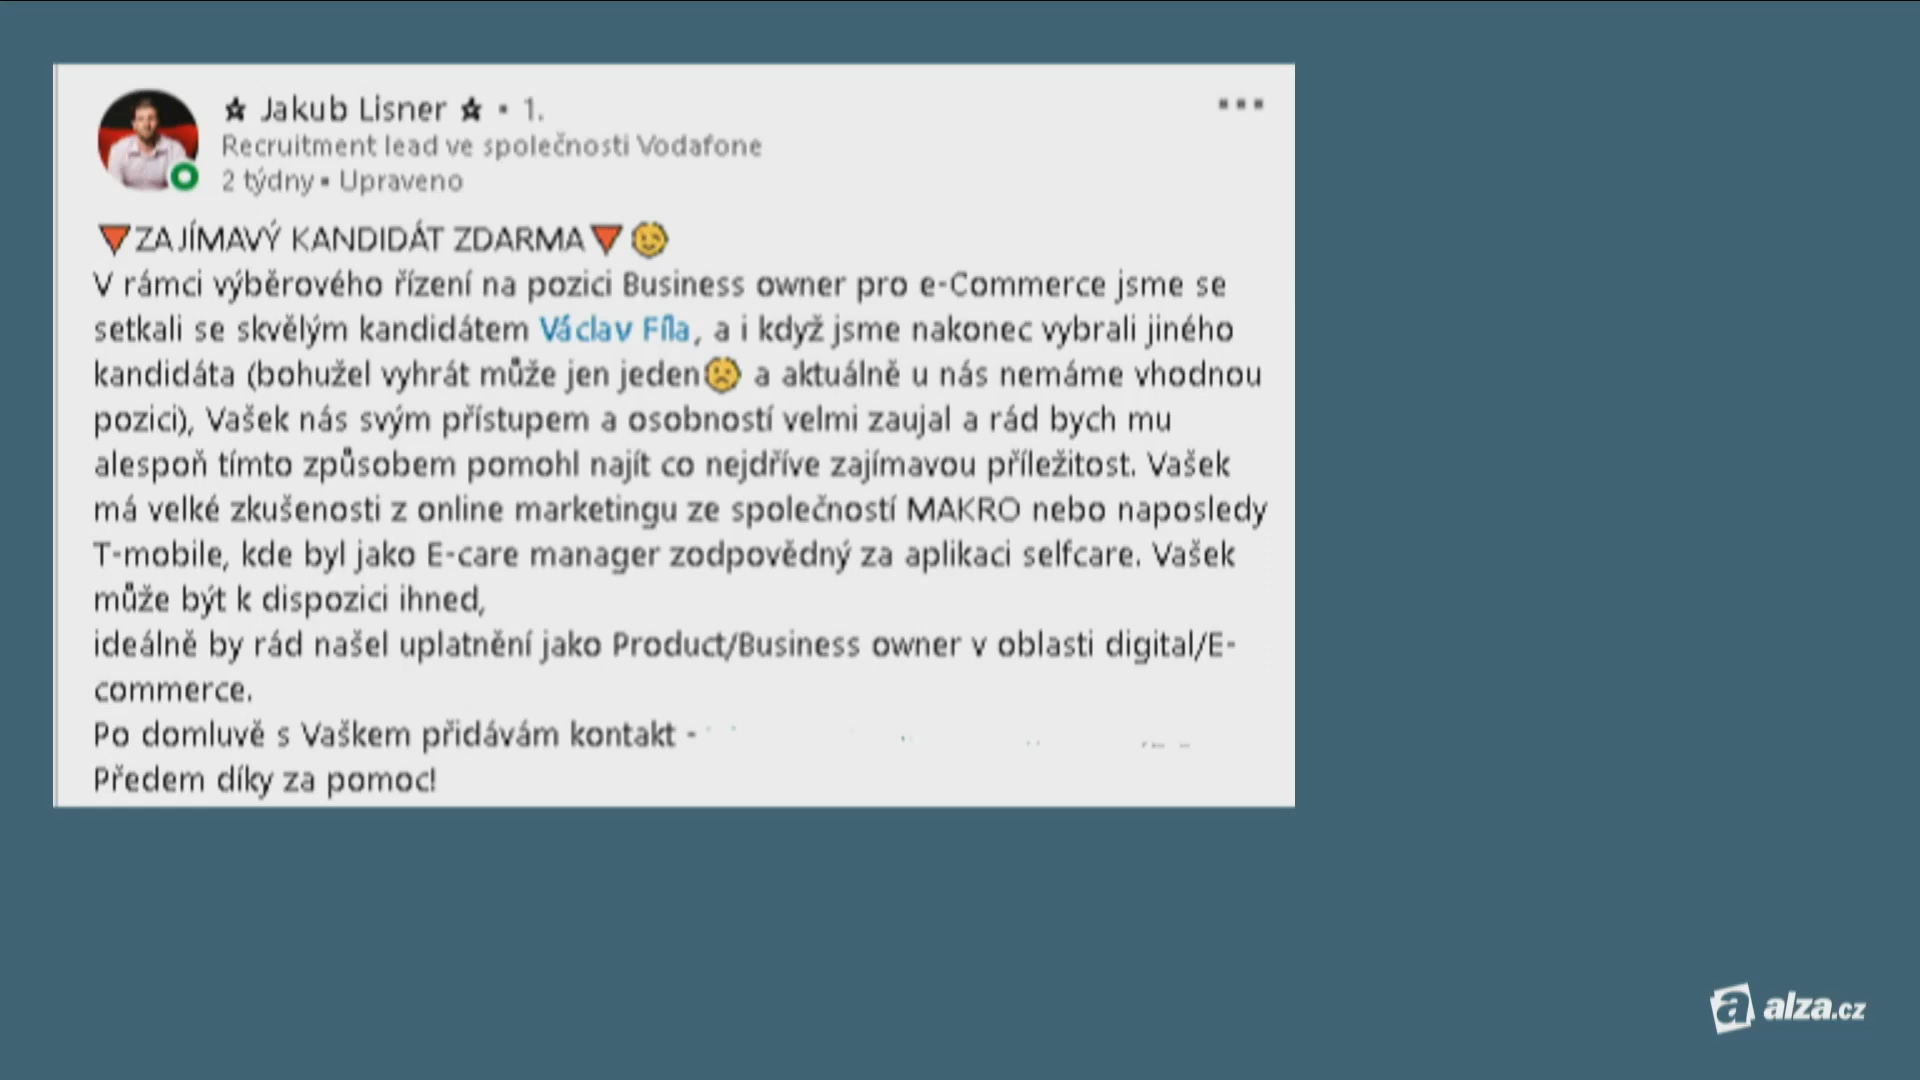 ☆ Jakub Lisner ☆ • 1.
Recruitment lead ve společnosti Vodafone
2 týdny • Upraveno
🔻ZAJÍMAVÝ KANDIDÁT ZDARMA🔻😉
V rámci výběrového řízení na pozici Business owner pro e-Commerce jsme se
setkali se skvělým kandidátem Václav Fíla, a i když jsme nakonec vybrali jiného
kandidáta (bohužel vyhrát může jen jeden☹️ a aktuálně u nás nemáme vhodnou
pozici), Vašek nás svým přístupem a osobností velmi zaujal a rád bych mu
alespoň tímto způsobem pomohl najít co nejdříve zajímavou příležitost. Vašek
má velké zkušenosti z online marketingu ze společností MAKRO nebo naposledy
T-mobile, kde byl jako E-care manager zodpovědný za aplikaci selfcare. Vašek
může být k dispozici ihned,
ideálně by rád našel uplatnění jako Product/Business owner v oblasti digital/E-
commerce.
Po domluvě s Vaškem přidávám kontakt -
Předem díky za pomoc!
alza.cz